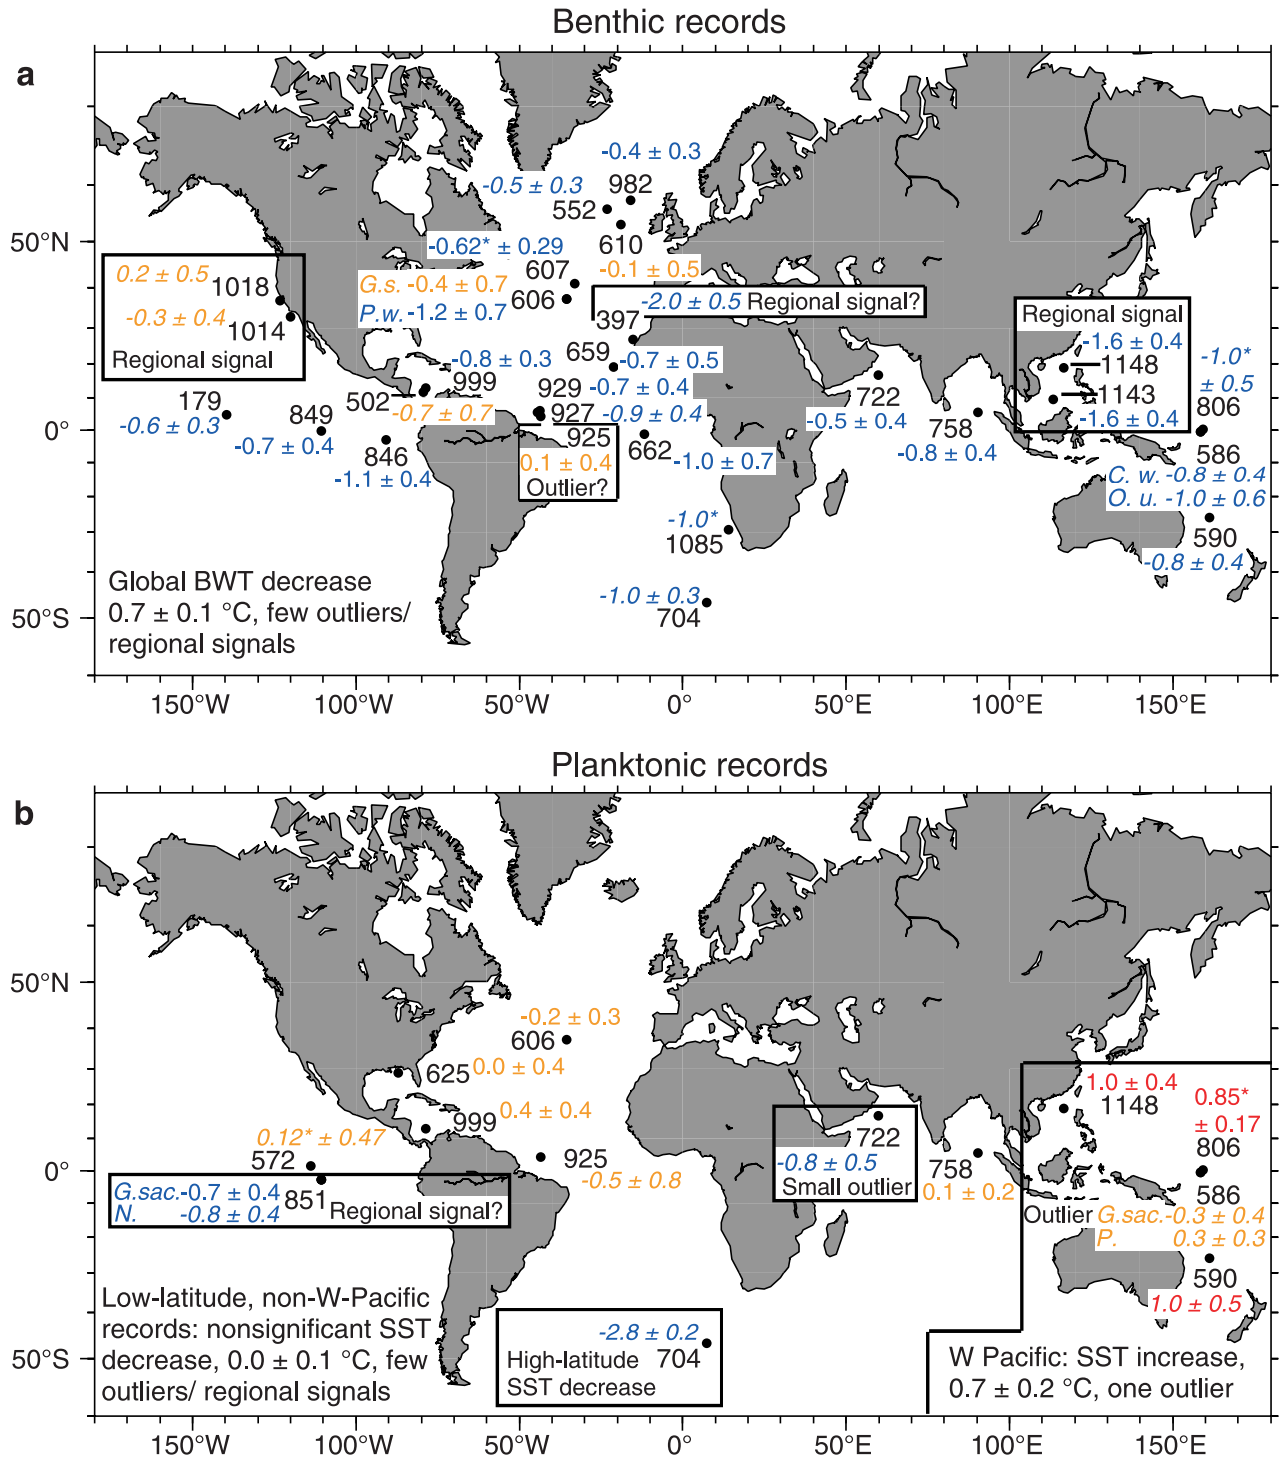 Benthic records
a
-0.4 ± 0.3
-0.5 ± 0.3
982
552
610
50°N
-0.62* ± 0.29
607
-0.1 ± 0.5
0.2 ± 0.5
1018
G.s. -0.4 ± 0.7
606
-2.0 ± 0.5 Regional signal?
-0.3 ± 0.4
1014
P.w. -1.2 ± 0.7
397
Regional signal
Regional signal
-1.6 ± 0.4
1148
-1.0*
± 0.5
-0.8 ± 0.3
659
-0.7 ± 0.5
999
929
-0.7 ± 0.4
722
1143
806
179
849
502
-0.7 ± 0.7
927
-0.9 ± 0.4
-0.5 ± 0.4
758
-1.6 ± 0.4
-0.6 ± 0.3
0°
-0.7 ± 0.4
846
925
662
-0.8 ± 0.4
586
-1.1 ± 0.4
0.1 ± 0.4
Outlier?
-1.0 ± 0.7
C. w. -0.8 ± 0.4
O. u. -1.0 ± 0.6
-1.0*
1085
590
-0.8 ± 0.4
Global BWT decrease
0.7 ± 0.1 °C, few outliers/
regional signals
-1.0 ± 0.3
704
50°S
150°W
100°W
50°W
0°
50°E
100°E
150°E
Planktonic records
b
50°N
-0.2 ± 0.3
606
625
0.0 ± 0.4
1.0 ± 0.4
1148
0.85*
± 0.17
0.4 ± 0.4
999
0.12* ± 0.47
572
722
806
925
-0.8 ± 0.5
758
0°
-0.5 ± 0.8
Small outlier
0.1 ± 0.2
586
G.sac. -0.7 ± 0.4
N. -0.8 ± 0.4
851
Regional signal?
Outlier
G.sac. -0.3 ± 0.4
P. 0.3 ± 0.3
590
1.0 ± 0.5
Low-latitude, non-W-Pacific
records: nonsignificant SST
decrease, 0.0 ± 0.1 °C, few
outliers/ regional signals
-2.8 ± 0.2
704
High-latitude
SST decrease
W Pacific: SST increase,
0.7 ± 0.2 °C, one outlier
50°S
150°W
100°W
50°W
0°
50°E
100°E
150°E